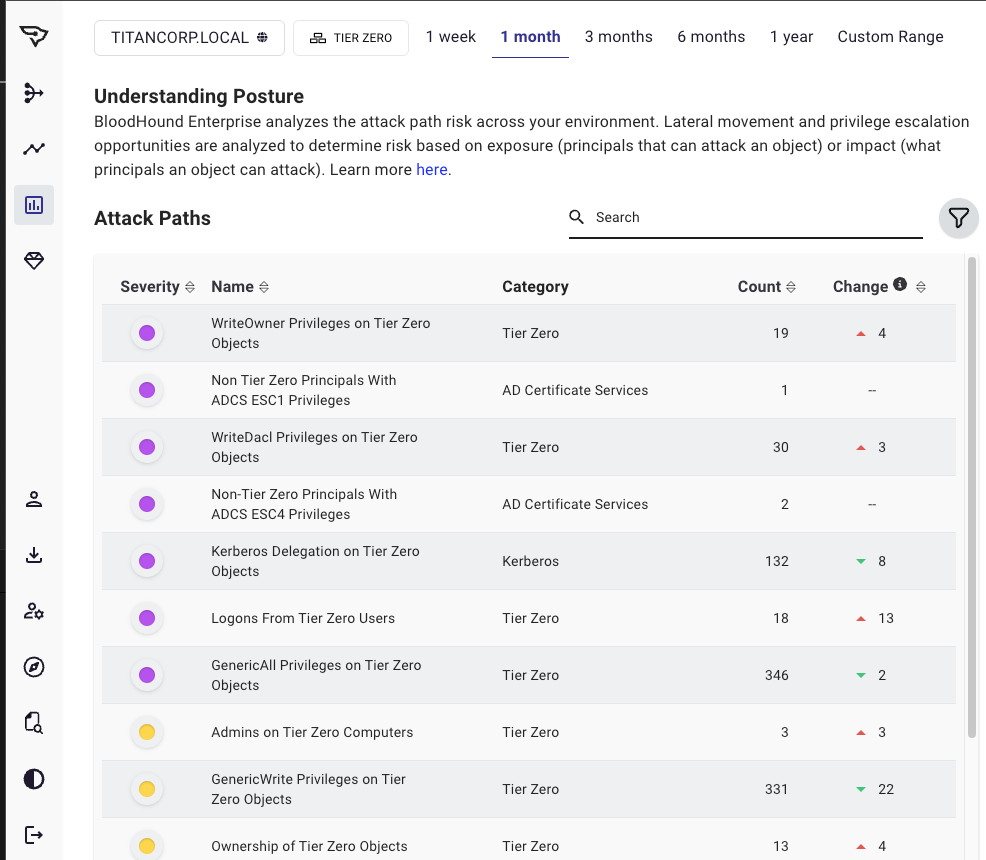 TITANCORP.LOCAL TIER ZERO 1 week 1 month 3 months 6 months 1 year Custom Range
Understanding Posture
BloodHound Enterprise analyzes the attack path risk across your environment. Lateral movement and privilege escalation
opportunities are analyzed to determine risk based on exposure (principals that can attack an object) or impact (what
principals an object can attack). Learn more here.
Attack Paths Search
Severity Name Category Count Change
WriteOwner Privileges on Tier Zero
Objects
Tier Zero 19 4
Non Tier Zero Principals With
ADCS ESC1 Privileges
AD Certificate Services 1 --
WriteDacl Privileges on Tier Zero
Objects
Tier Zero 30 3
Non-Tier Zero Principals With
ADCS ESC4 Privileges
AD Certificate Services 2 --
Kerberos Delegation on Tier Zero
Objects
Kerberos 132 8
Logons From Tier Zero Users Tier Zero 18 13
GenericAll Privileges on Tier Zero
Objects
Tier Zero 346 2
Admins on Tier Zero Computers Tier Zero 3 3
GenericWrite Privileges on Tier
Zero Objects
Tier Zero 331 22
Ownership of Tier Zero Objects Tier Zero 13 4